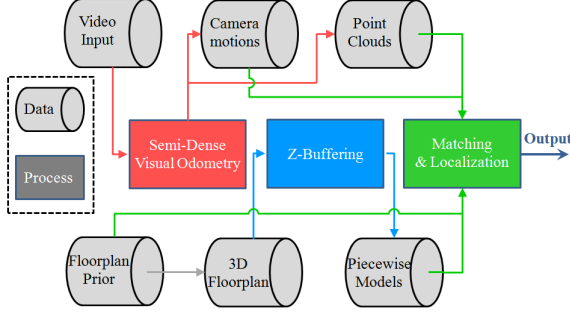 Video
Input
Camera
motions
Point
Clouds
Data
Process
Semi-Dense
Visual Odometry
Z-Buffering
Matching
& Localization
Output
Floorplan
Prior
3D
Floorplan
Piecewise
Models